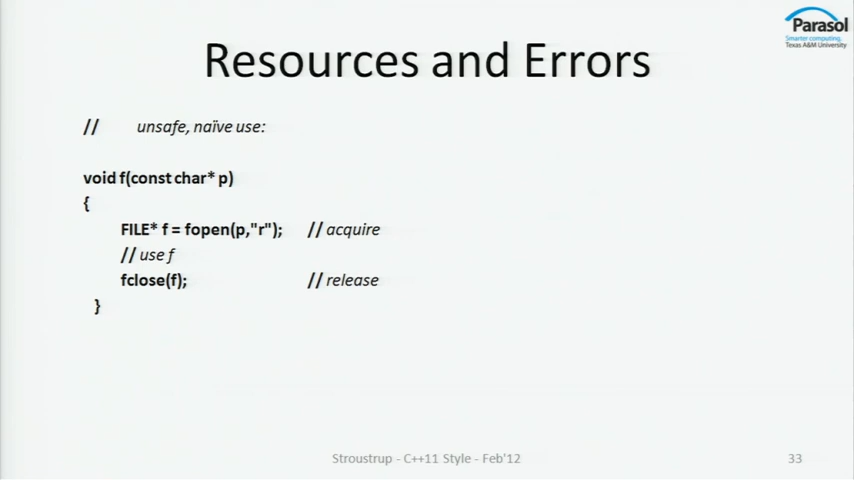 Parasol
Smarter computing.
Texas A&M University
Resources and Errors
// unsafe, naïve use:
void f(const char* p)
{
FILE* f = fopen(p,"r"); // acquire
// use f
fclose(f); // release
}
Stroustrup - C++11 Style - Feb'12
33